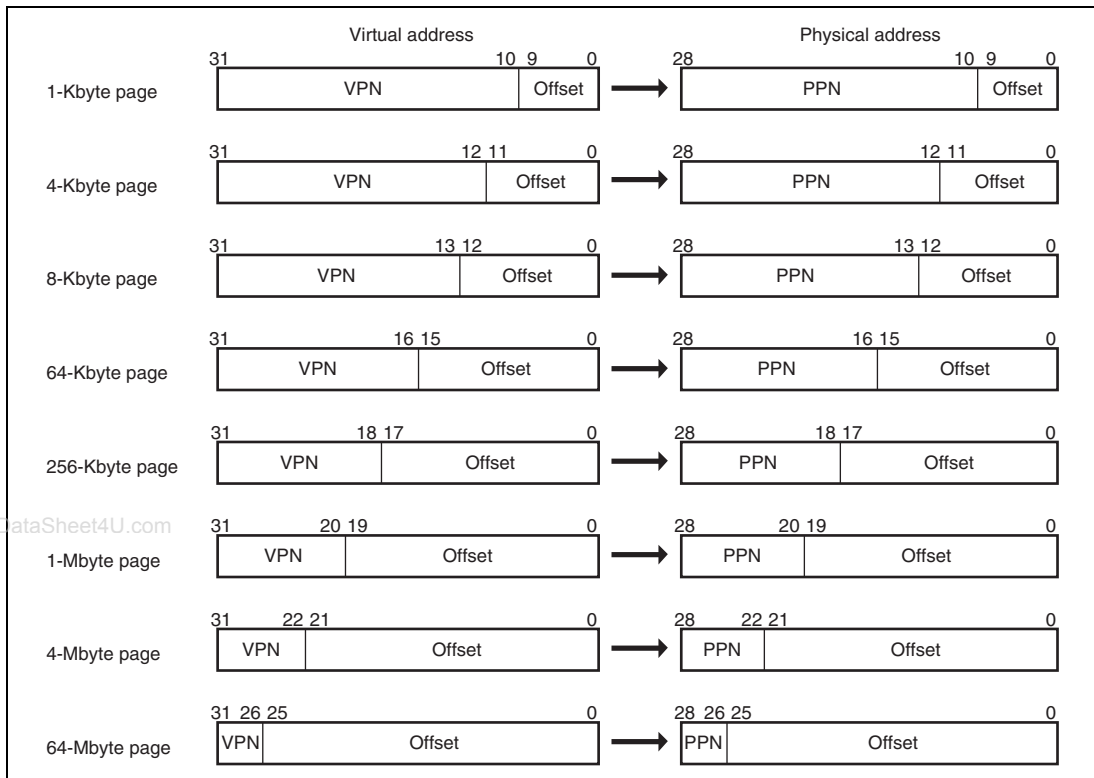 Virtual address Physical address
31 10 9 0 28 10 9 0
1-Kbyte page VPN Offset PPN Offset
31 12 11 0 28 12 11 0
4-Kbyte page VPN Offset PPN Offset
31 13 12 0 28 13 12 0
8-Kbyte page VPN Offset PPN Offset
31 16 15 0 28 16 15 0
64-Kbyte page VPN Offset PPN Offset
31 18 17 0 28 18 17 0
256-Kbyte page VPN Offset PPN Offset
DataSheet4U.com
31 20 19 0 28 20 19 0
1-Mbyte page VPN Offset PPN Offset
31 22 21 0 28 22 21 0
4-Mbyte page VPN Offset PPN Offset
31 26 25 0 28 26 25 0
64-Mbyte page VPN Offset PPN Offset